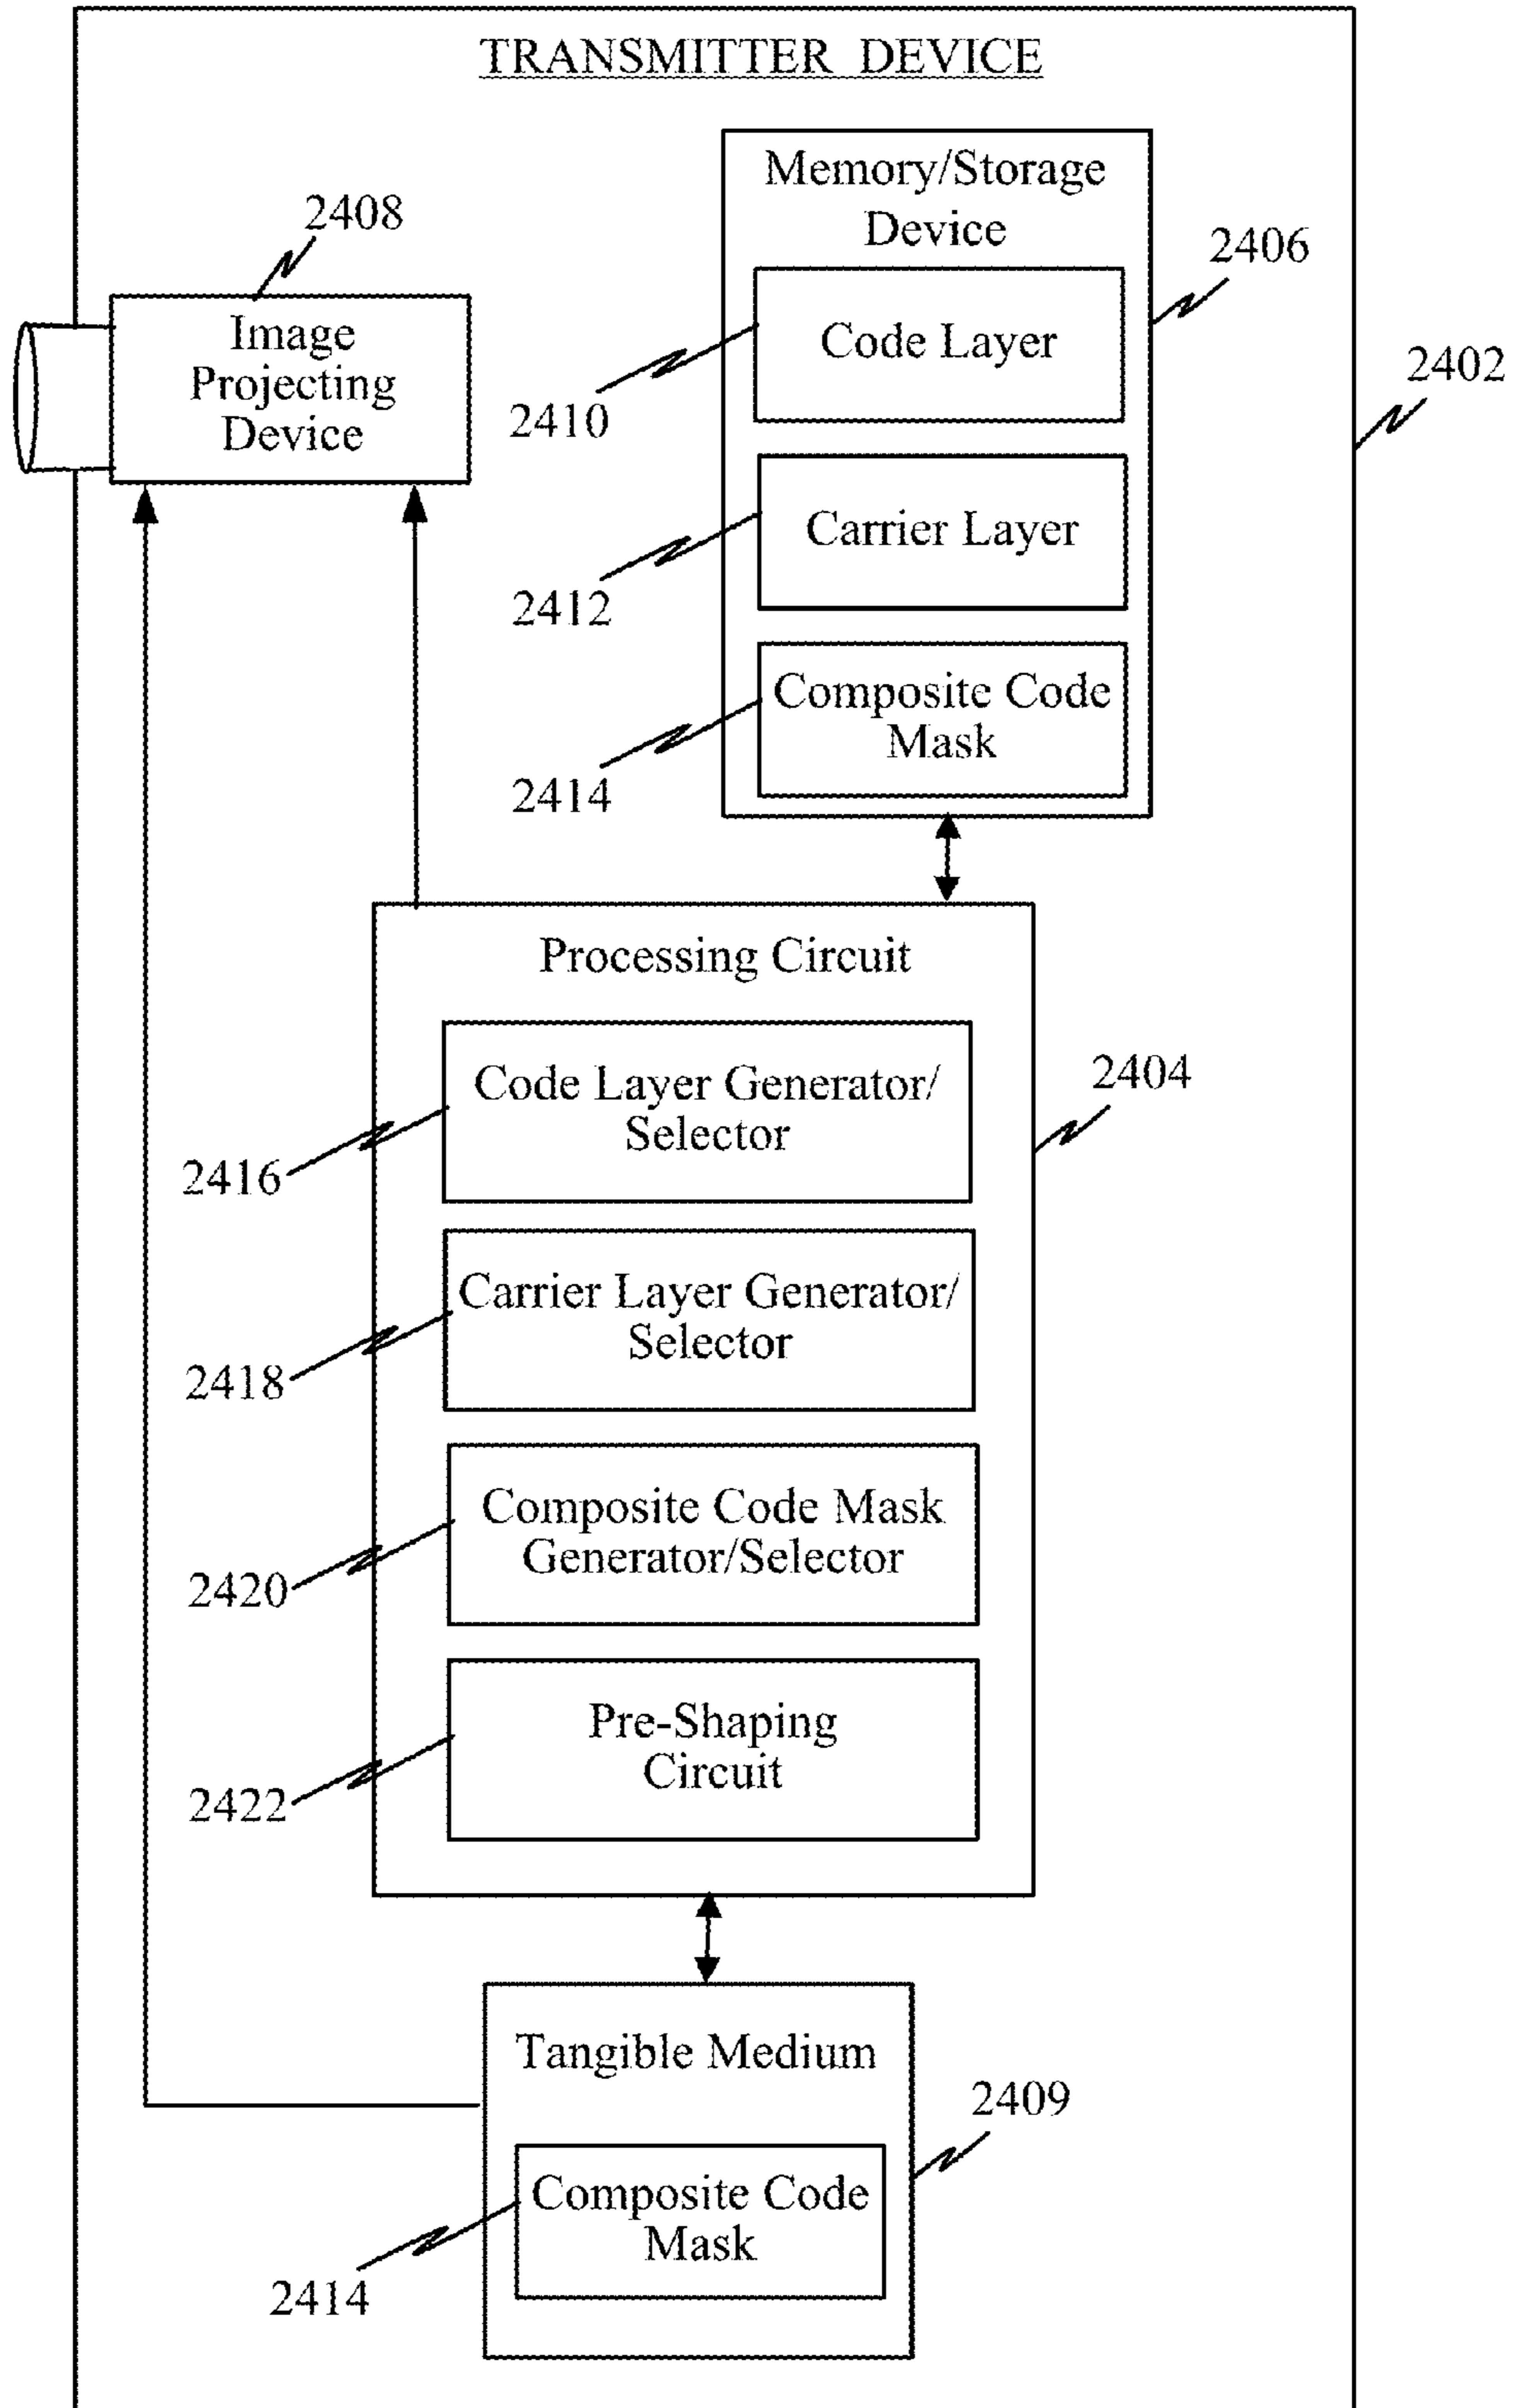 TRANSMITTER DEVICE
Memory/Storage
Device
2408
2406
Image
Projecting
Device
Code Layer
2410
2402
Carrier Layer
2412
Composite Code
Mask
2414
Processing Circuit
Code Layer Generator/
Selector
2404
2416
Carrier Layer Generator/
Selector
2418
Composite Code Mask
Generator/Selector
2420
Pre-Shaping
Circuit
2422
Tangible Medium
2409
Composite Code
Mask
2414